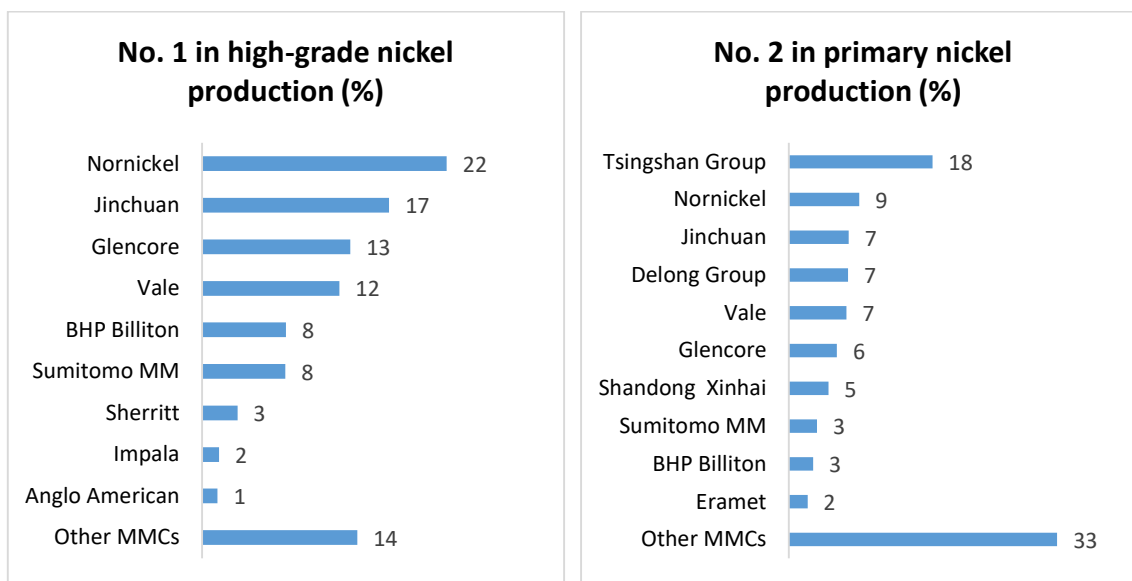 No. 1 in high-grade nickel
production (%)
Nornickel 22
Jinchuan 17
Glencore 13
Vale 12
BHP Billiton 8
Sumitomo MM 8
Sherritt 3
Impala 2
Anglo American 1
Other MMCs 14
No. 2 in primary nickel
production (%)
Tsingshan Group 18
Nornickel 9
Jinchuan 7
Delong Group 7
Vale 7
Glencore 6
Shandong Xinhai 5
Sumitomo MM 3
BHP Billiton 3
Eramet 2
Other MMCs 33